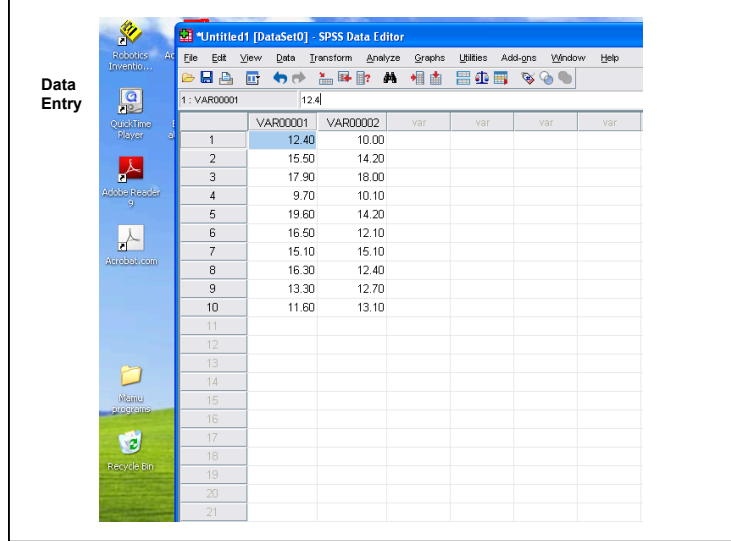 Data
Entry
Robotics
Inventio...
QuickTime
Player
Adobe Reader
9
Acrobat.com
Mamu
programs
Recycle Bin
*Untitled1 [DataSet0] - SPSS Data Editor
File Edit View Data Transform Analyze Graphs Utilities Add-ons Window Help
1 : VAR00001 12.4
VAR00001 VAR00002 var var var var
1 12.40 10.00
2 15.50 14.20
3 17.90 18.00
4 9.70 10.10
5 19.60 14.20
6 16.50 12.10
7 15.10 15.10
8 16.30 12.40
9 13.30 12.70
10 11.60 13.10
11
12
13
14
15
16
17
18
19
20
21